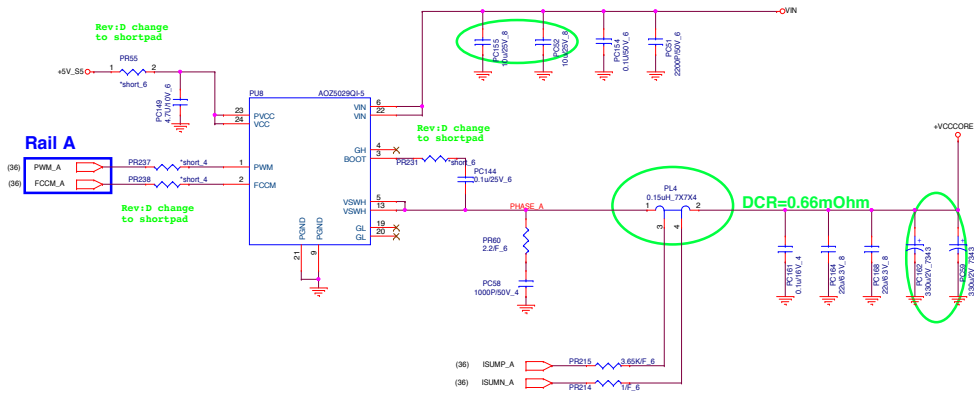 Rev:D change
to shortpad
VIN
PC155
10u/25V_8
PC52
10u/25V_8
PC154
0.1U/50V_6
PC51
2200P/50V_6
PR55
+5V_S5
1
2
*short_6
PC149
4.7U/10V_6
PU8
AOZ5029QI-5
23
PVCC
24
VCC
VIN
6
VIN
22
GH
4
BOOT
3
Rev:D change
to shortpad
PR231
short_6
PC144
0.1u/25V_6
+VCCCORE
Rail A
(36)
PWM_A
PR237
*short_4
1
PWM
(36)
FCCM_A
PR238
*short_4
2
FCCM
Rev:D change
to shortpad
VSWH
5
VSWH
13
GL
19
GL
20
PGND
PGND
21
9
PHASE_A
PL4
0.15uH_7X7X4
1
2
3
4
DCR=0.66mOhm
PR60
2.2/F_6
PC58
1000P/50V_4
PC161
0.1u/16V_4
PC164
22u/6.3V_8
PC168
22u/6.3V_8
+
PC162
330u/2V_7343
+
PC59
330u/2V_7343
(36)
ISUMP_A
PR215
3.65K/F_6
(36)
ISUMN_A
PR214
1/F_6